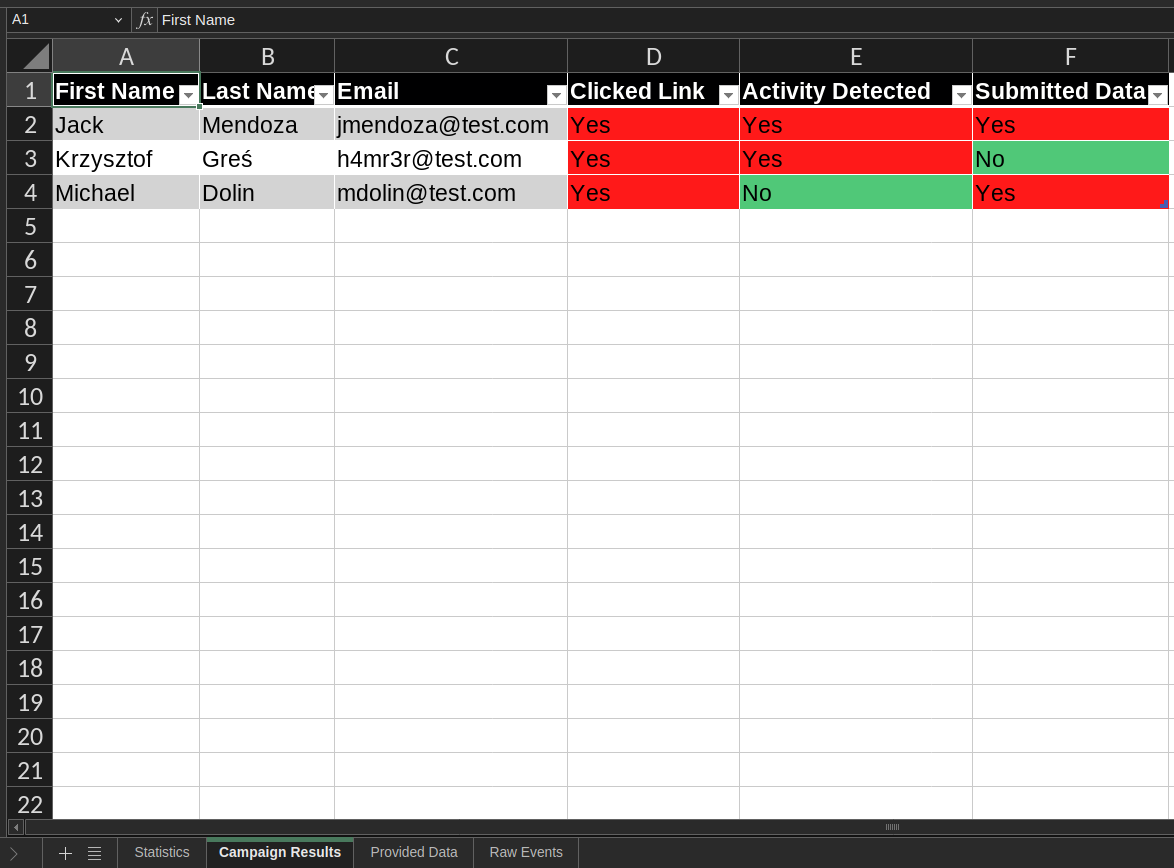 A1 fx First Name
A B C D E F
1 First Name Last Name Email Clicked Link Activity Detected Submitted Data
2 Jack Mendoza jmendoza@test.com Yes Yes Yes
3 Krzysztof Greś h4mr3r@test.com Yes Yes No
4 Michael Dolin mdolin@test.com Yes No Yes
5
6
7
8
9
10
11
12
13
14
15
16
17
18
19
20
21
22
Statistics Campaign Results Provided Data Raw Events